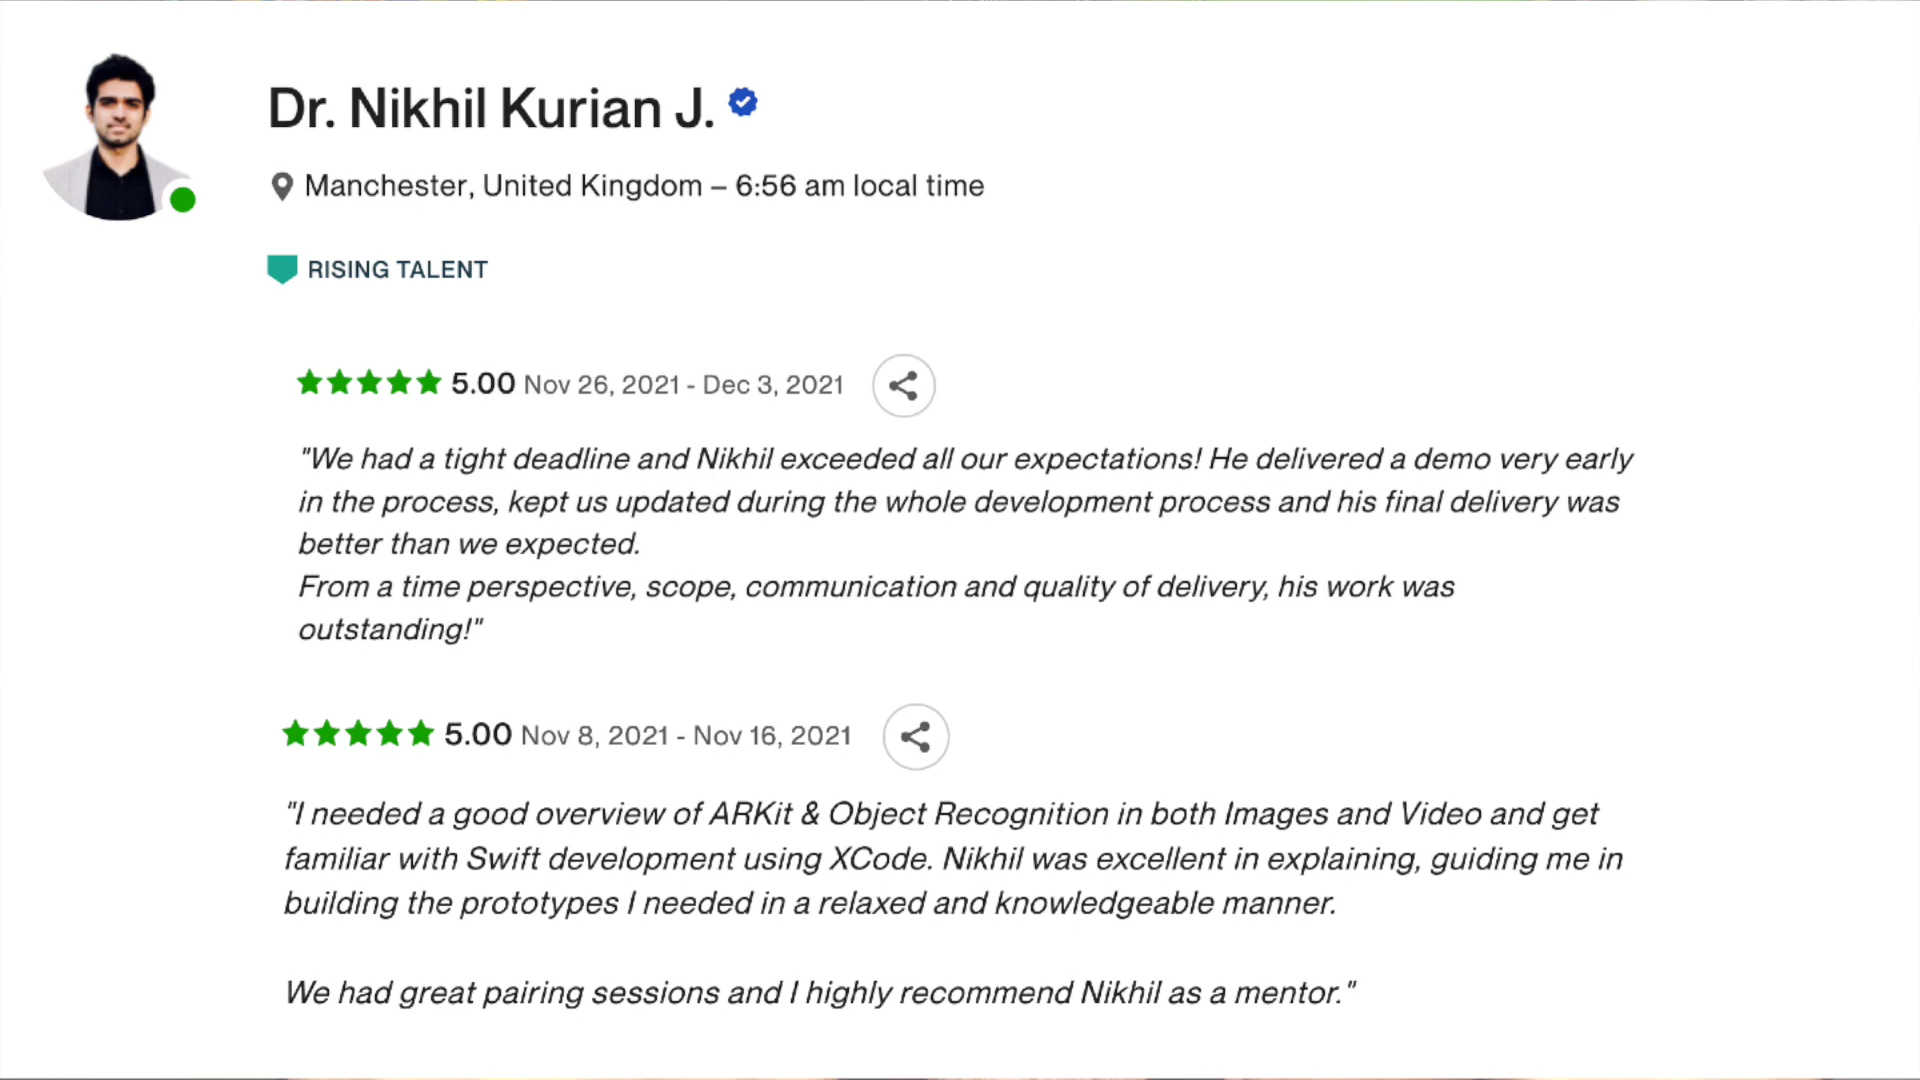 Dr. Nikhil Kurian J.
Manchester, United Kingdom – 6:56 am local time
RISING TALENT
5.00 Nov 26, 2021 - Dec 3, 2021
"We had a tight deadline and Nikhil exceeded all our expectations! He delivered a demo very early
in the process, kept us updated during the whole development process and his final delivery was
better than we expected.
From a time perspective, scope, communication and quality of delivery, his work was
outstanding!"
5.00 Nov 8, 2021 - Nov 16, 2021
"I needed a good overview of ARKit & Object Recognition in both Images and Video and get
familiar with Swift development using XCode. Nikhil was excellent in explaining, guiding me in
building the prototypes I needed in a relaxed and knowledgeable manner.
We had great pairing sessions and I highly recommend Nikhil as a mentor."